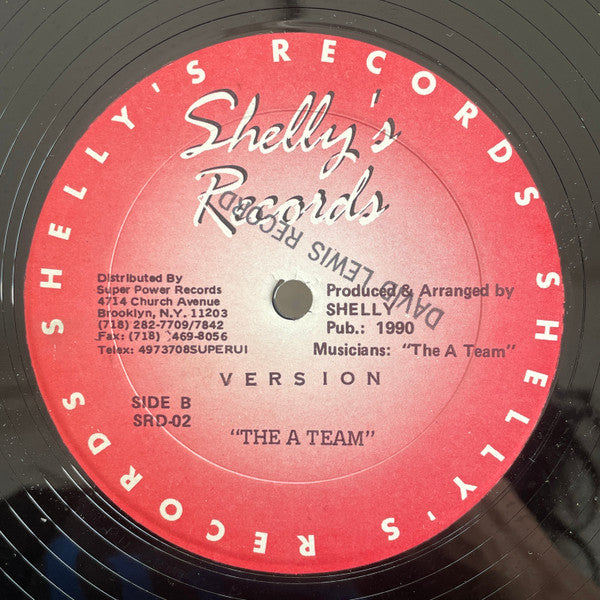 SHELLY'S RECORDS SHELLY'S RECORDS
Shelly's
Records
DAVID LEWIS RECORD
Distributed By
Super Power Records
4714 Church Avenue
Brooklyn, N.Y. 11203
(718) 282-7709/7842
Fax: (718) 469-8056
Telex: 4973708SUPERUI
Produced & Arranged by
SHELLY
Pub.: 1990
Musicians: "The A Team"
VERSION
SIDE B
SRD-02
"THE A TEAM"